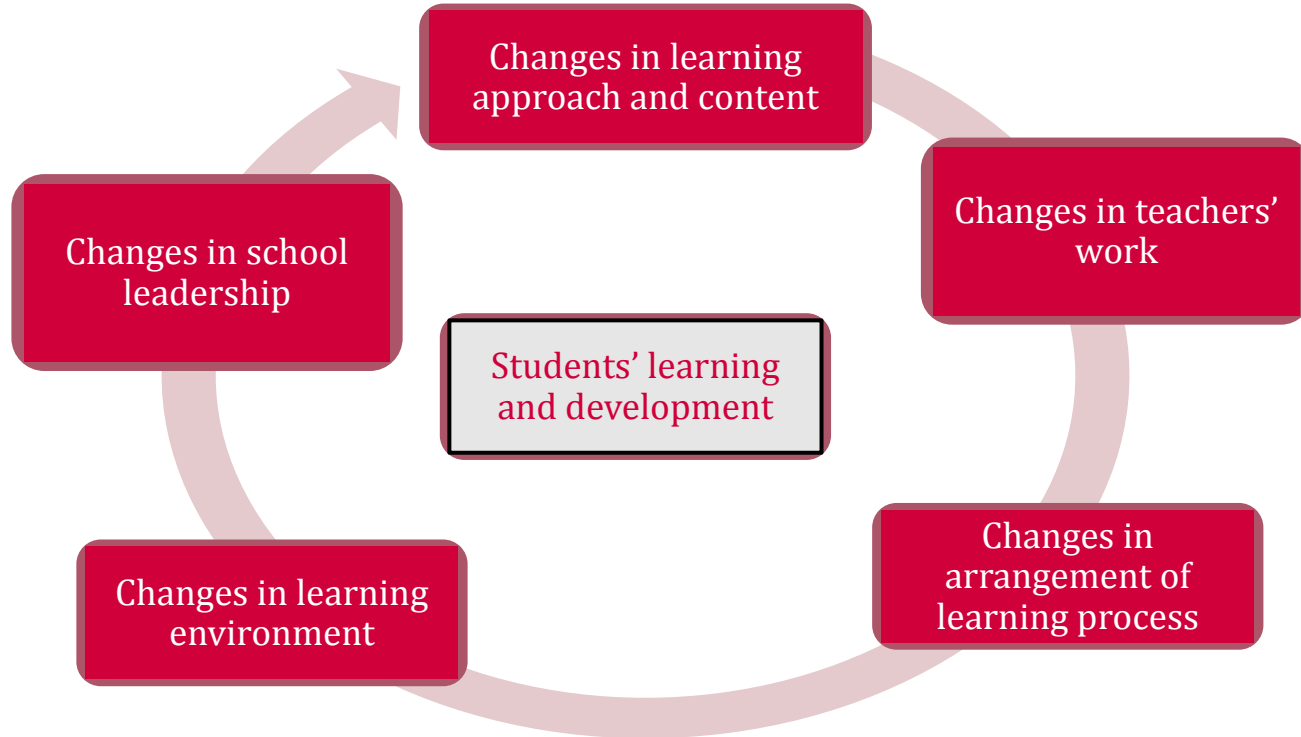 Changes in learning
approach and content
Changes in teachers’
work
Changes in
arrangement of
learning process
Changes in learning
environment
Changes in school
leadership
Students’ learning
and development